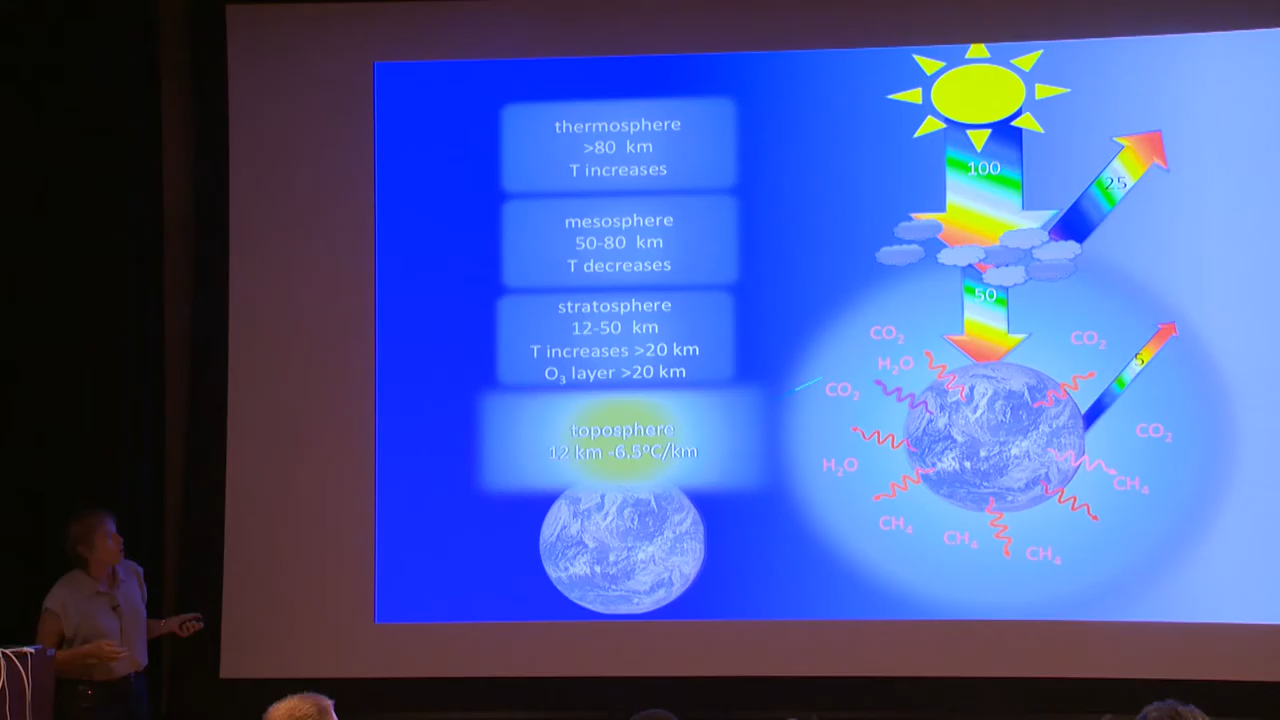 thermosphere
>80 km
T increases
mesosphere
50-80 km
T decreases
stratosphere
12-50 km
T increases >20 km
O₃ layer >20 km
toposphere
12 km -6.5ºC/km
100
25
50
5
CO₂
H₂O
CO₂
CO₂
CO₂
H₂O
CH₄
CH₄
CH₄
CH₄